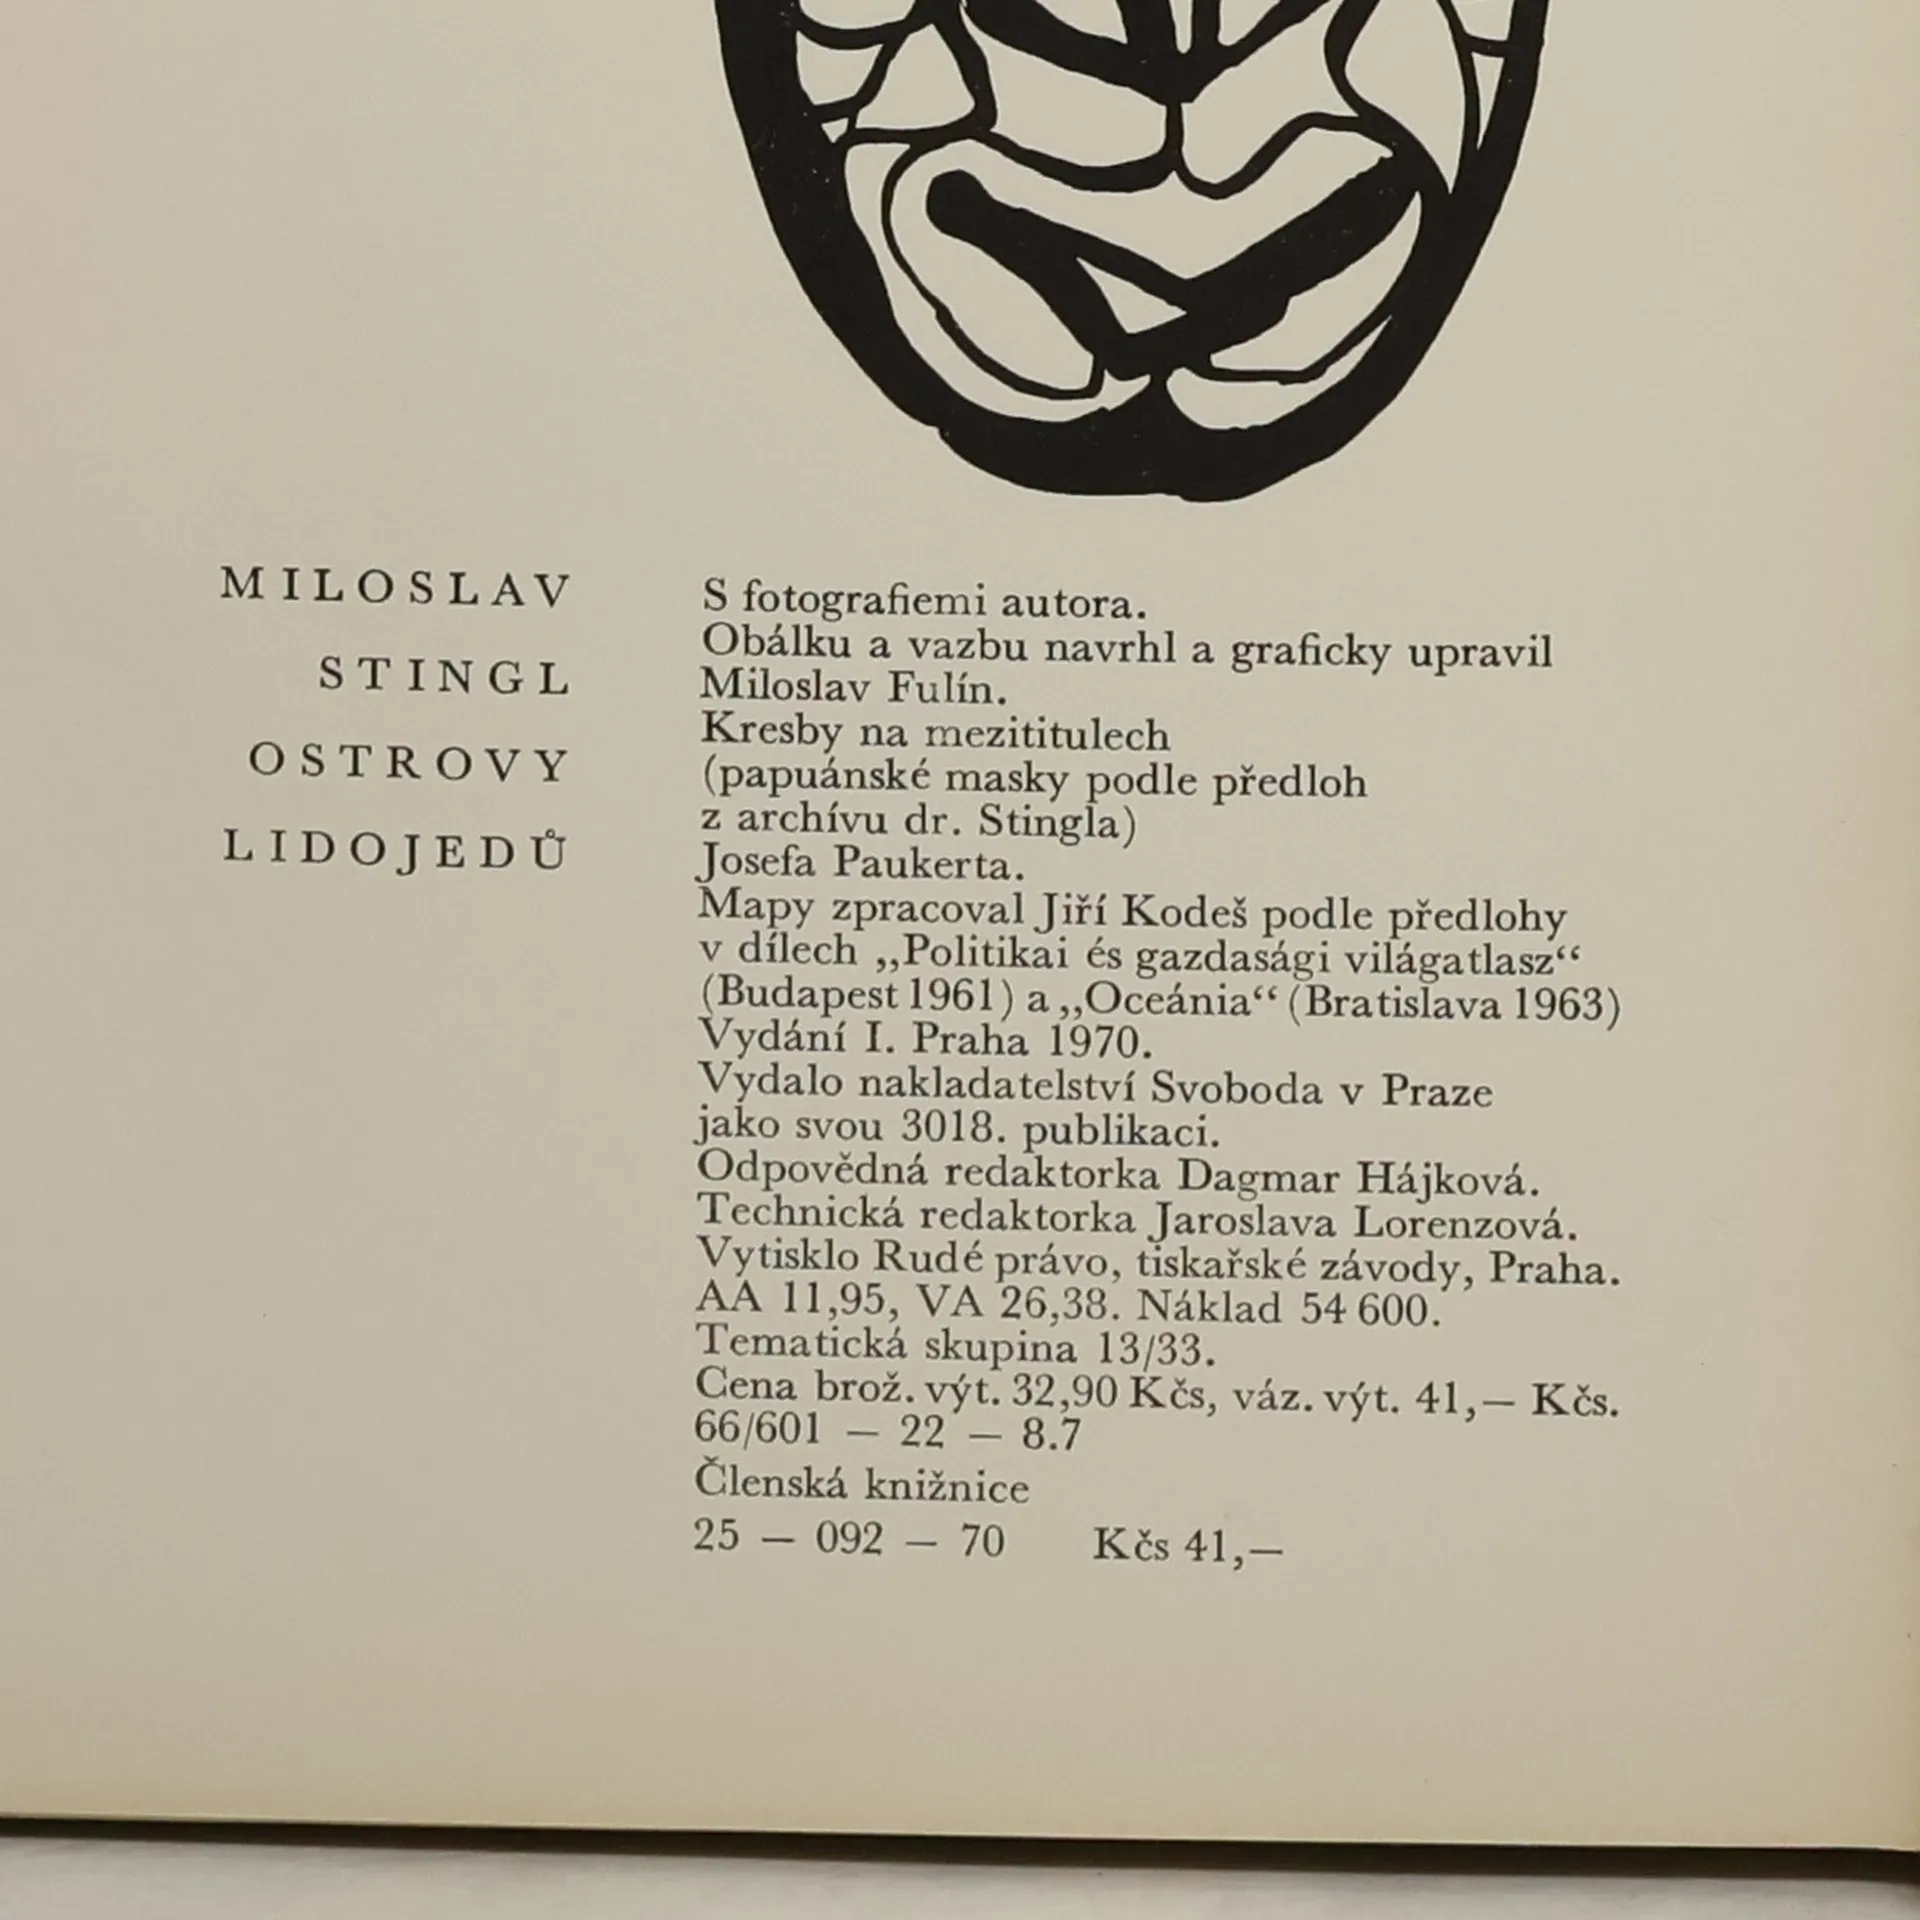 MILOSLAV
STINGL
OSTROVY
LIDOJEDŮ
S fotografiemi autora.
Obálku a vazbu navrhl a graficky upravil
Miloslav Fulín.
Kresby na mezititulech
(papuánské masky podle předloh
z archívu dr. Stingla)
Josefa Paukerta.
Mapy zpracoval Jiří Kodeš podle předlohy
v dílech „Politikai és gazdasági világatlasz“
(Budapest 1961) a „Oceánia“ (Bratislava 1963)
Vydání I. Praha 1970.
Vydalo nakladatelství Svoboda v Praze
jako svou 3018. publikaci.
Odpovědná redaktorka Dagmar Hájková.
Technická redaktorka Jaroslava Lorenzová.
Vytisklo Rudé právo, tiskařské závody, Praha.
AA 11,95, VA 26,38. Náklad 54 600.
Tematická skupina 13/33.
Cena brož. výt. 32,90 Kčs, váz. výt. 41,— Kčs.
66/601 — 22 — 8.7
Členská knižnice
25 — 092 — 70 Kčs 41,—